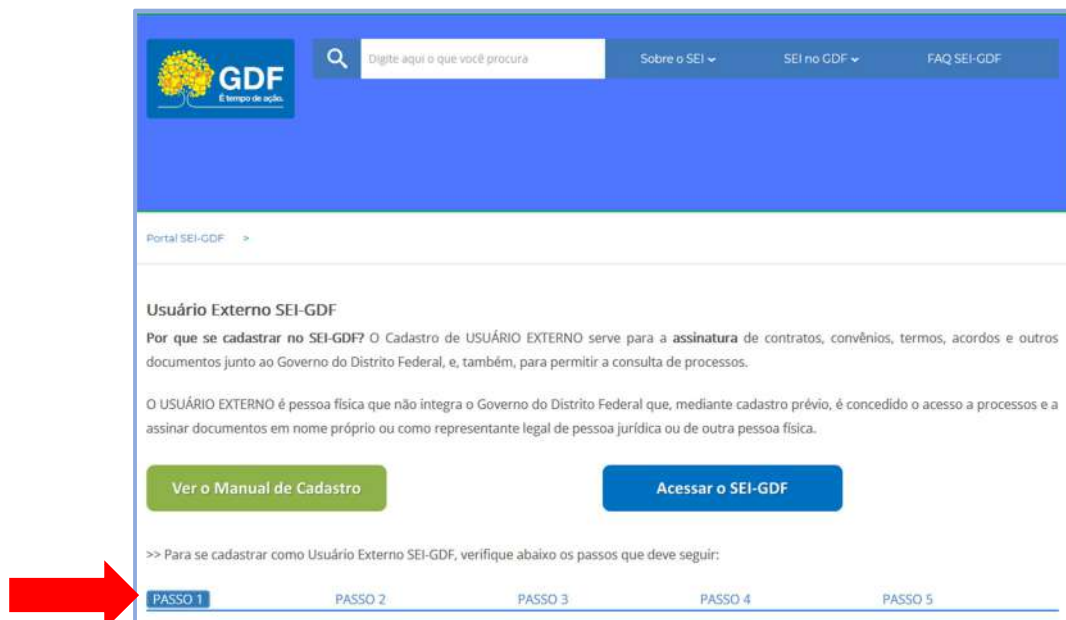 GDF
É tempo de ação.
Digite aqui o que você procura
Sobre o SEI
SEI no GDF
FAQ SEI-GDF
Portal SEI-GDF >
Usuário Externo SEI-GDF
Por que se cadastrar no SEI-GDF? O Cadastro de USUÁRIO EXTERNO serve para a assinatura de contratos, convênios, termos, acordos e outros
documentos junto ao Governo do Distrito Federal, e, também, para permitir a consulta de processos.
O USUÁRIO EXTERNO é pessoa física que não integra o Governo do Distrito Federal que, mediante cadastro prévio, é concedido o acesso a processos e a
assinar documentos em nome próprio ou como representante legal de pessoa jurídica ou de outra pessoa física.
Ver o Manual de Cadastro
Acessar o SEI-GDF
>> Para se cadastrar como Usuário Externo SEI-GDF, verifique abaixo os passos que deve seguir:
PASSO 1 PASSO 2 PASSO 3 PASSO 4 PASSO 5